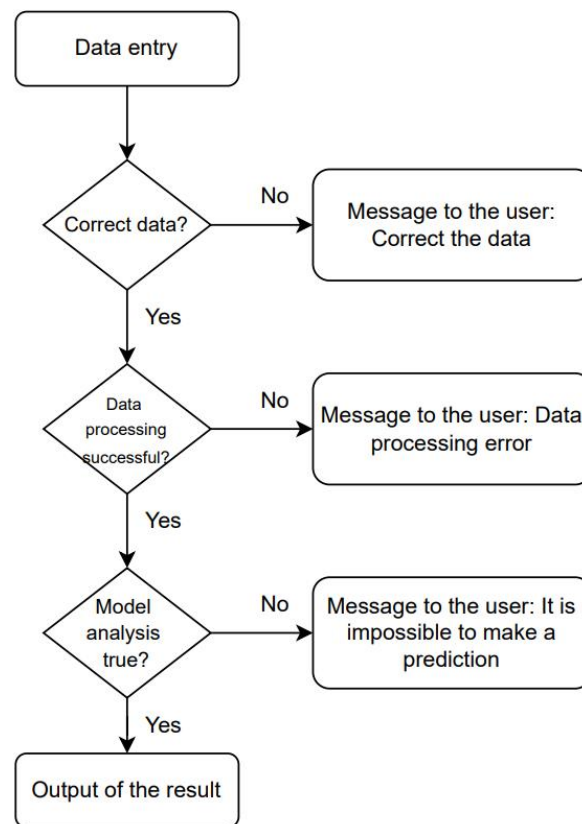 Data entry
Correct data?
No
Message to the user:
Correct the data
Yes
Data
processing
successful?
No
Message to the user: Data
processing error
Yes
Model
analysis
true?
No
Message to the user: It is
impossible to make a
prediction
Yes
Output of the result